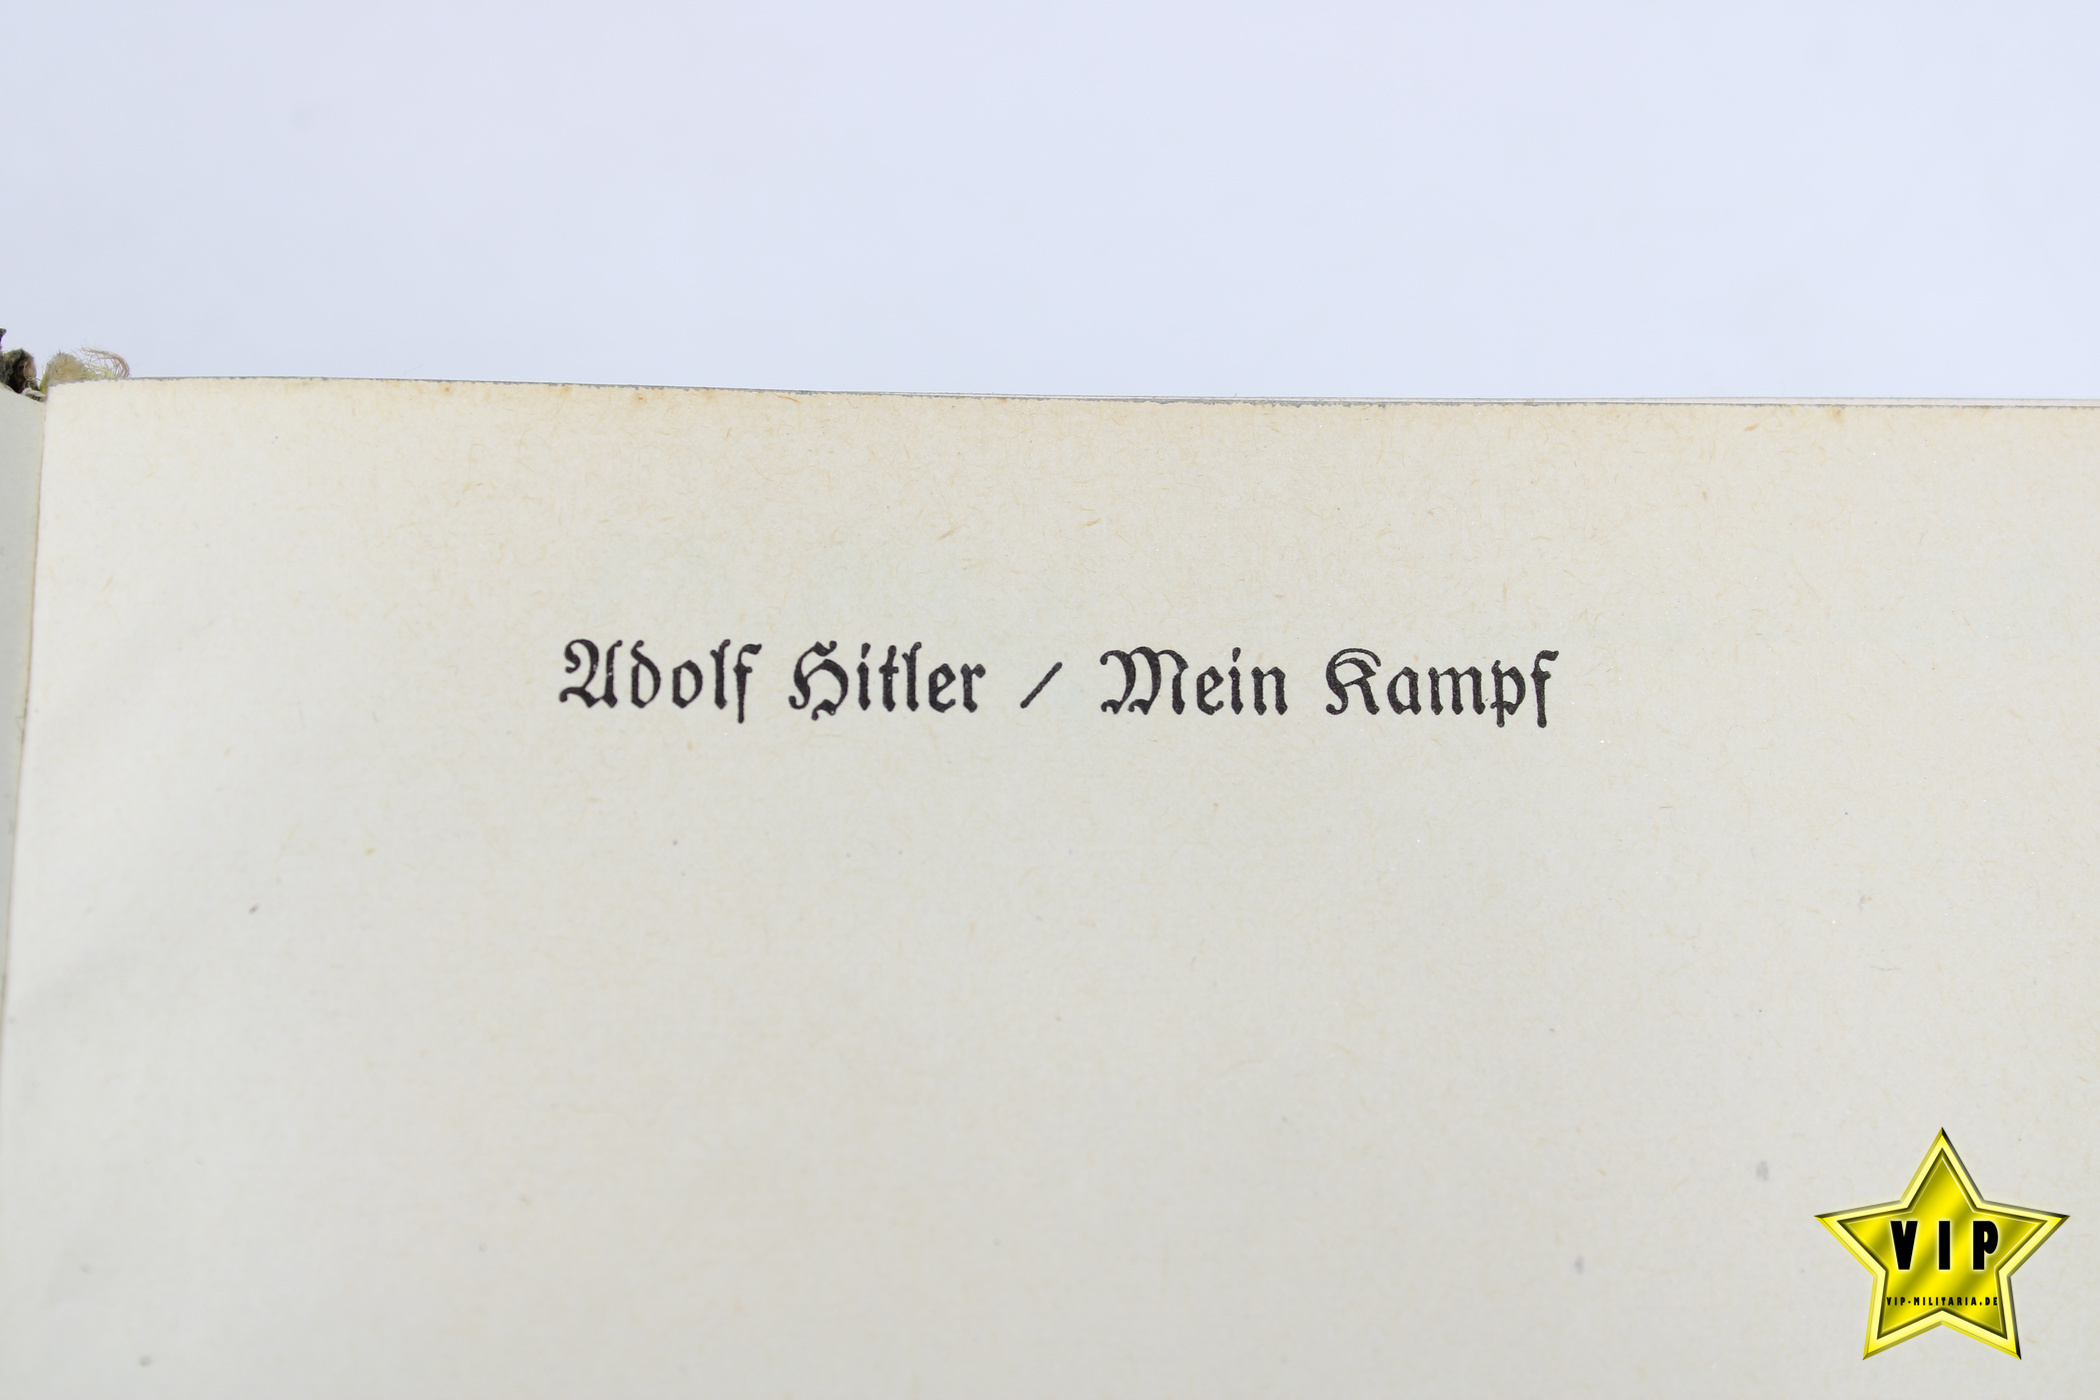 Adolf Hitler / Mein Kampf
VIP
VIP-MILITARIA.DE